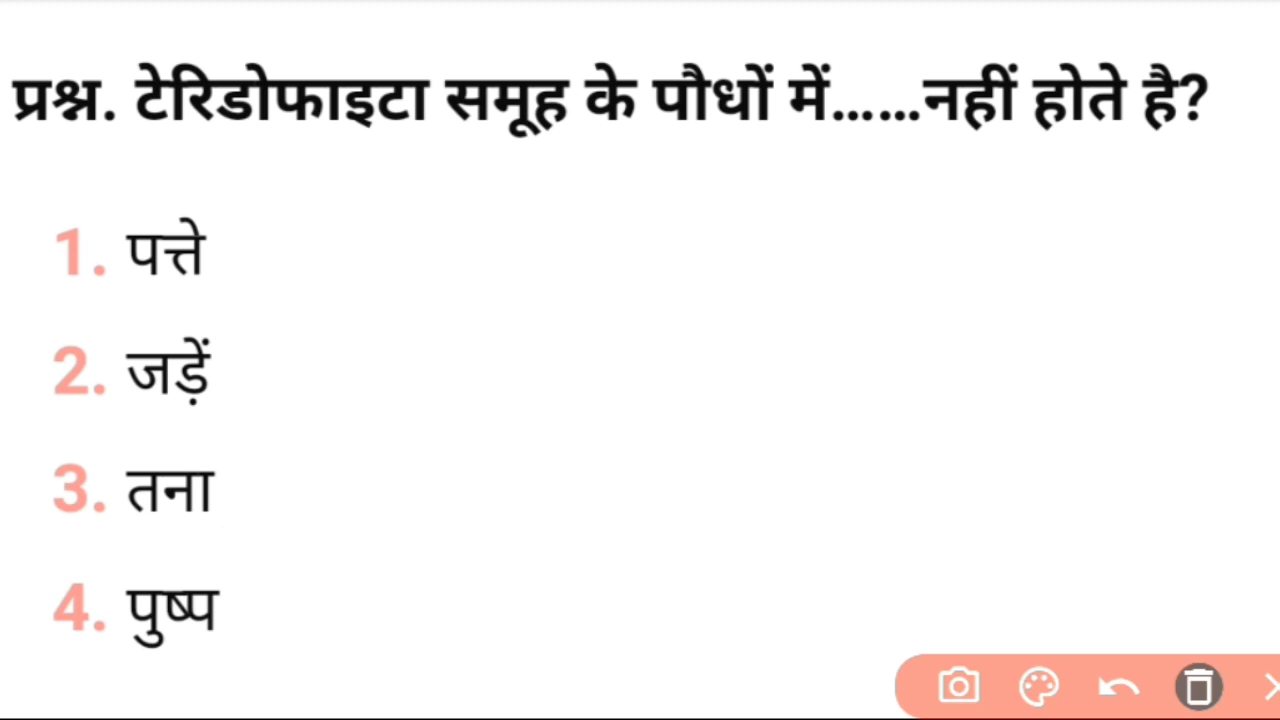 प्रश्न. टेरिडोफाइटा समूह के पौधों में......नहीं होते है?
1. पत्ते
2. जड़ें
3. तना
4. पुष्प